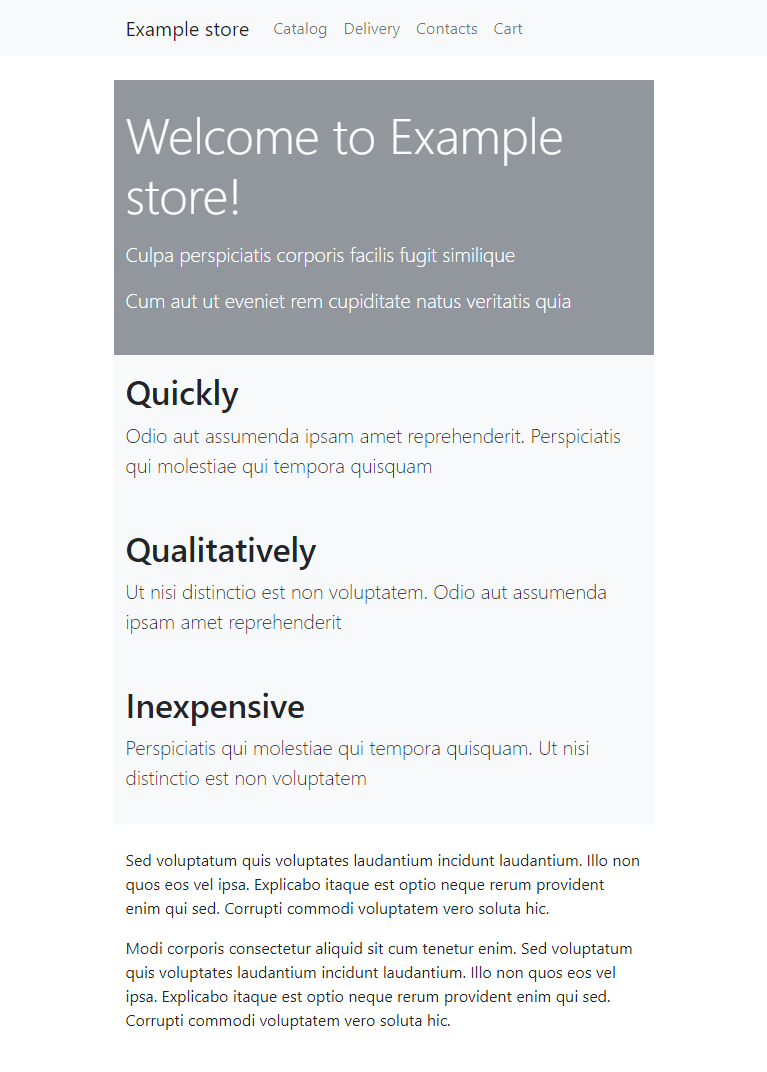 Example store Catalog Delivery Contacts Cart
Welcome to Example
store!
Culpa perspiciatis corporis facilis fugit similique
Cum aut ut eveniet rem cupiditate natus veritatis quia
Quickly
Odio aut assumenda ipsam amet reprehenderit. Perspiciatis
qui molestiae qui tempora quisquam
Qualitatively
Ut nisi distinctio est non voluptatem. Odio aut assumenda
ipsam amet reprehenderit
Inexpensive
Perspiciatis qui molestiae qui tempora quisquam. Ut nisi
distinctio est non voluptatem
Sed voluptatum quis voluptates laudantium incidunt laudantium. Illo non
quos eos vel ipsa. Explicabo itaque est optio neque rerum provident
enim qui sed. Corrupti commodi voluptatem vero soluta hic.
Modi corporis consectetur aliquid sit cum tenetur enim. Sed voluptatum
quis voluptates laudantium incidunt laudantium. Illo non quos eos vel
ipsa. Explicabo itaque est optio neque rerum provident enim qui sed.
Corrupti commodi voluptatem vero soluta hic.